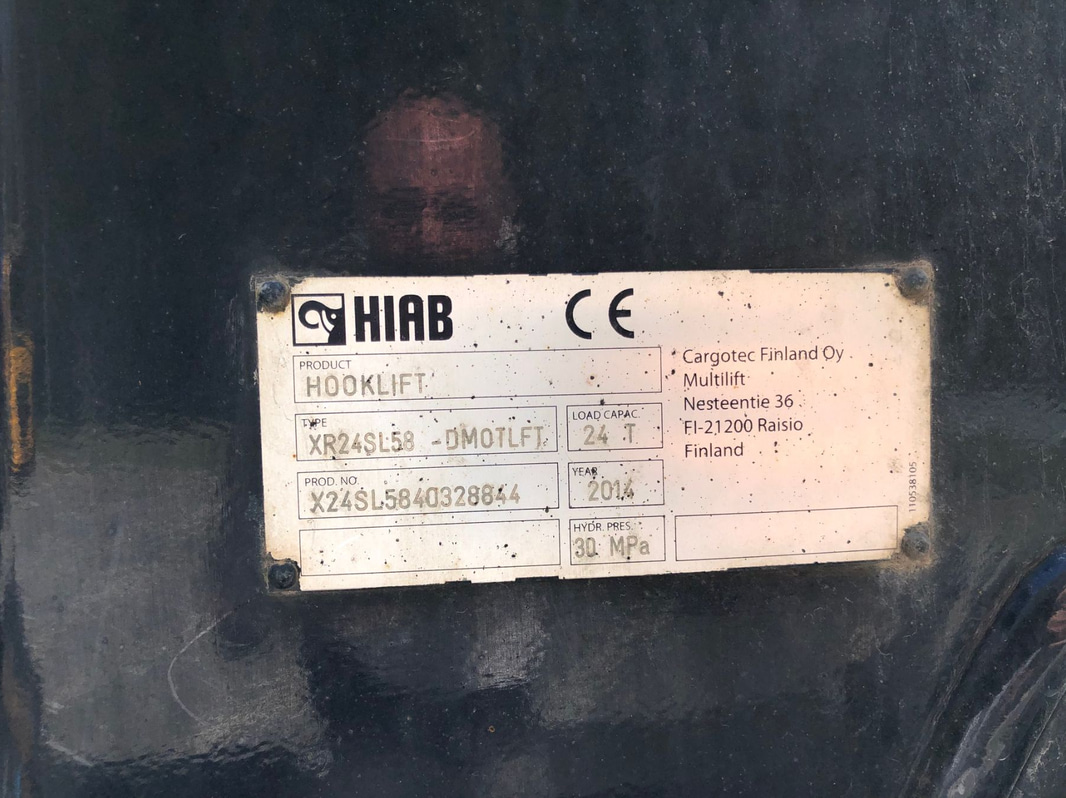 HIAB
CE
PRODUCT
HOOKLIFT
TYPE
XR24SL58 -DMOTLFT
LOAD CAPAC.
24 T
PROD. NO
X24SL5840328844
YEAR
2014
HYDR. PRES.
30 MPa
Cargotec Finland Oy
Multilift
Nesteentie 36
FI-21200 Raisio
Finland
110538105